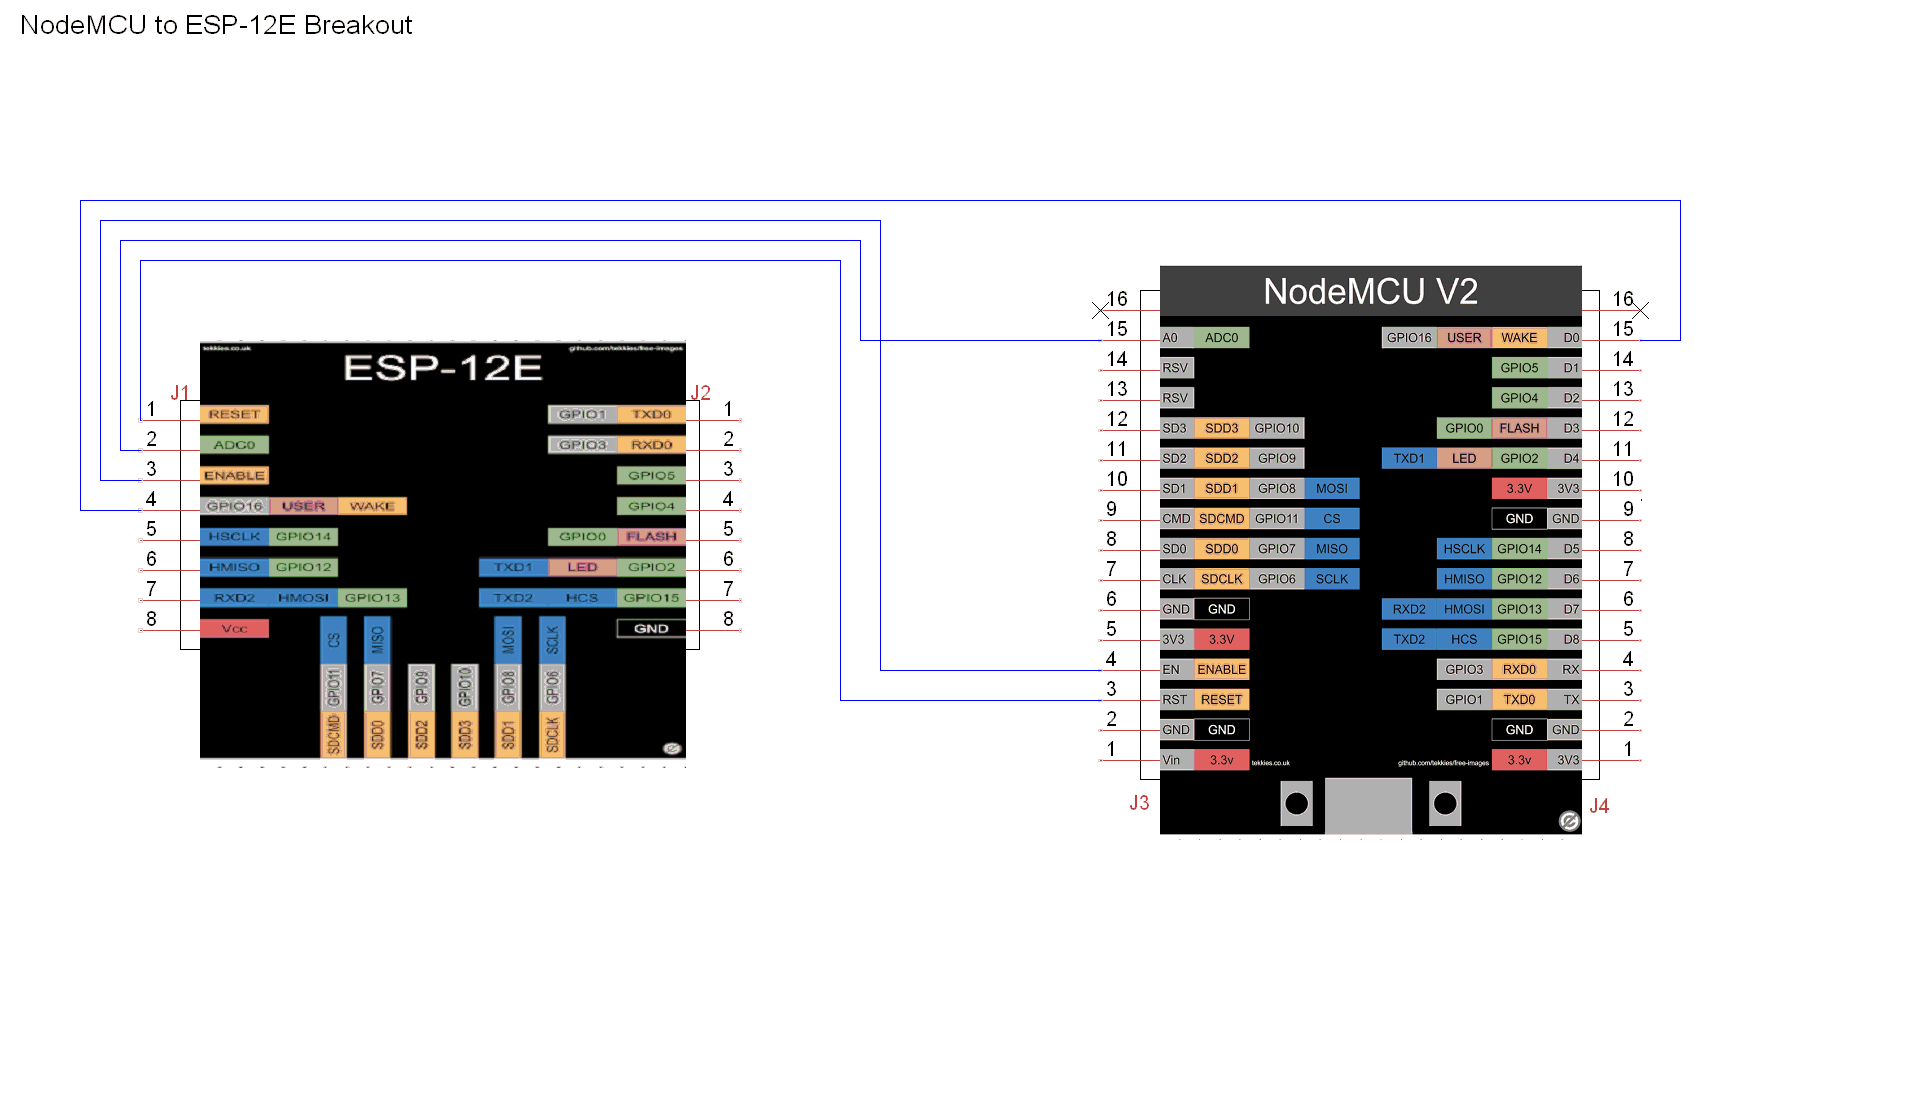 NodeMCU to ESP-12E Breakout
tekkies.co.uk github.com/tekkies/free-images
ESP-12E
J1 J2
1 RESET GPIO1 TXD0 1
2 ADC0 GPIO3 RXD0 2
3 ENABLE GPIO5 3
4 GPIO16 USER WAKE GPIO4 4
5 HSCLK GPIO14 GPIO0 FLASH 5
6 HMISO GPIO12 TXD1 LED GPIO2 6
7 RXD2 HMOSI GPIO13 TXD2 HCS GPIO15 7
8 Vcc GND 8
CS MISO MOSI SCLK
GPIO11 GPIO7 GPIO9 GPIO10 GPIO8 GPIO6
SDCMD SDD0 SDD2 SDD3 SDD1 SDCLK
NodeMCU V2
16 16
15 A0 ADC0 GPIO16 USER WAKE D0 15
14 RSV GPIO5 D1 14
13 RSV GPIO4 D2 13
12 SD3 SDD3 GPIO10 GPIO0 FLASH D3 12
11 SD2 SDD2 GPIO9 TXD1 LED GPIO2 D4 11
10 SD1 SDD1 GPIO8 MOSI 3.3V 3V3 10
9 CMD SDCMD GPIO11 CS GND GND 9
8 SD0 SDD0 GPIO7 MISO HSCLK GPIO14 D5 8
7 CLK SDCLK GPIO6 SCLK HMISO GPIO12 D6 7
6 GND GND RXD2 HMOSI GPIO13 D7 6
5 3V3 3.3V TXD2 HCS GPIO15 D8 5
4 EN ENABLE GPIO3 RXD0 RX 4
3 RST RESET GPIO1 TXD0 TX 3
2 GND GND GND GND 2
1 Vin 3.3v tekkies.co.uk github.com/tekkies/free-images 3.3v 3V3 1
J3 J4